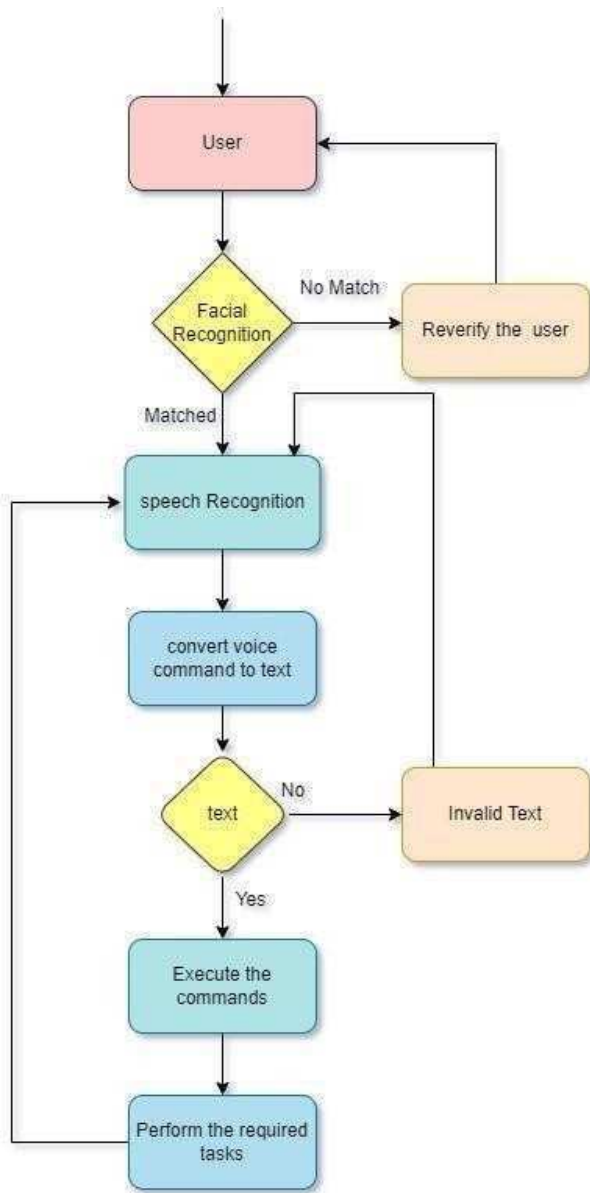 User
Facial
Recognition
No Match
Reverify the user
Matched
speech Recognition
convert voice
command to text
text
No
Invalid Text
Yes
Execute the
commands
Perform the required
tasks